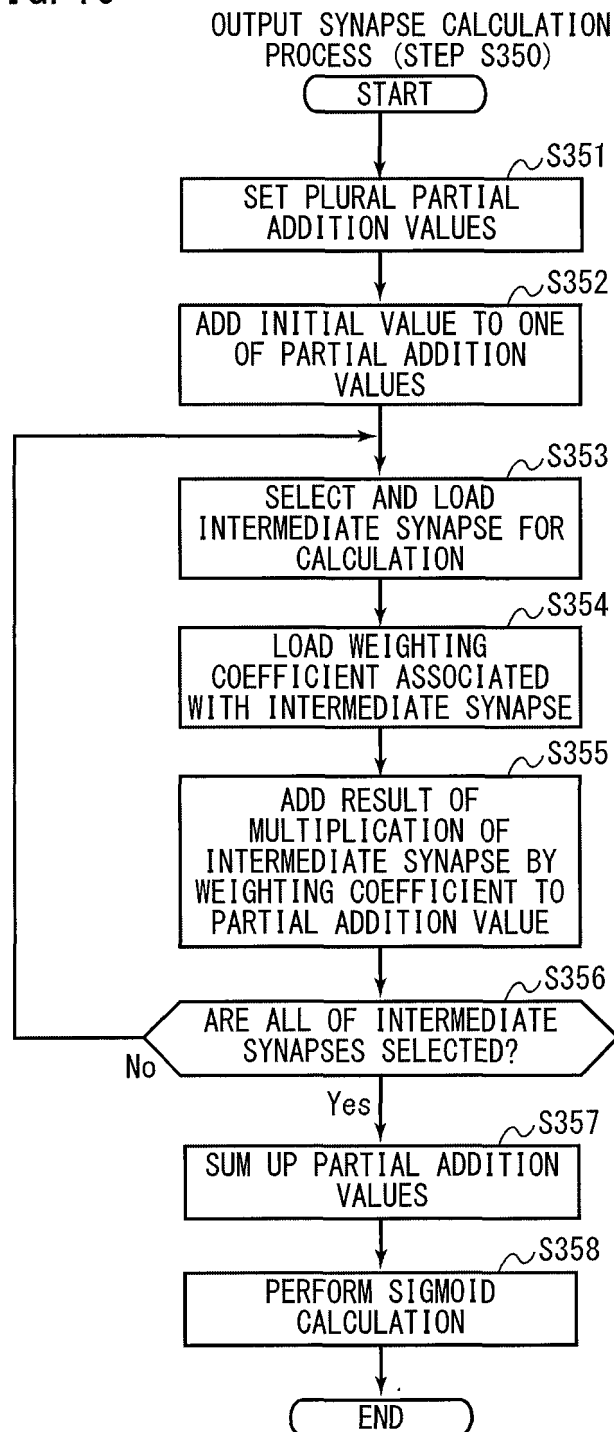 OUTPUT SYNAPSE CALCULATION
PROCESS (STEP S350)
START
S351
SET PLURAL PARTIAL
ADDITION VALUES
S352
ADD INITIAL VALUE TO ONE
OF PARTIAL ADDITION
VALUES
S353
SELECT AND LOAD
INTERMEDIATE SYNAPSE FOR
CALCULATION
S354
LOAD WEIGHTING
COEFFICIENT ASSOCIATED
WITH INTERMEDIATE SYNAPSE
S355
ADD RESULT OF
MULTIPLICATION OF
INTERMEDIATE SYNAPSE BY
WEIGHTING COEFFICIENT TO
PARTIAL ADDITION VALUE
S356
ARE ALL OF INTERMEDIATE
SYNAPSES SELECTED?
No
Yes
S357
SUM UP PARTIAL ADDITION
VALUES
S358
PERFORM SIGMOID
CALCULATION
END